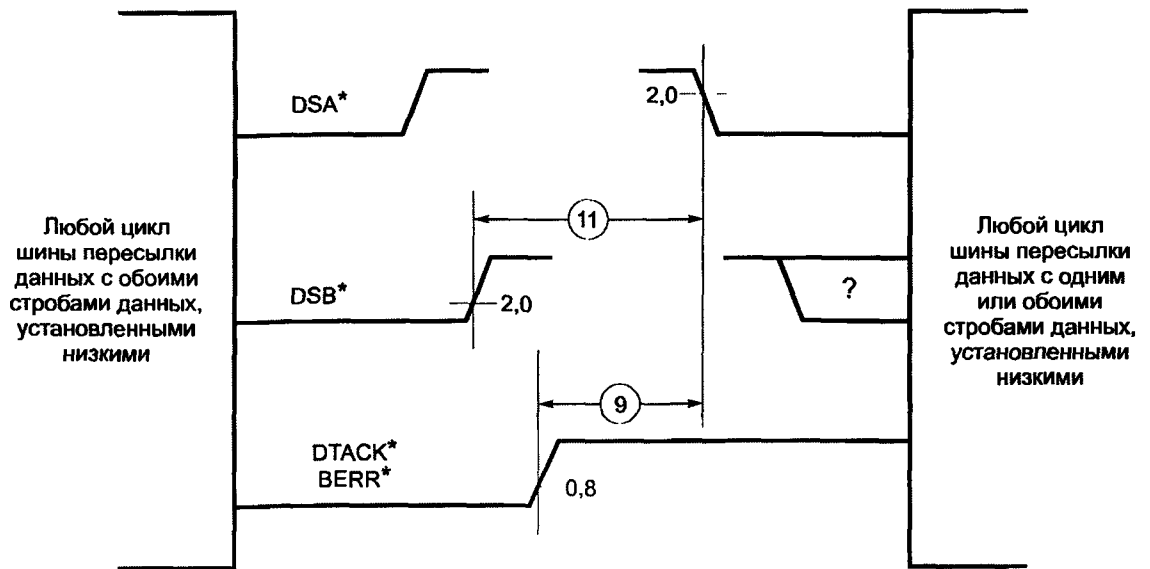 DSA*
2,0
11
Любой цикл
шины пересылки
данных с обоими
стробами данных,
установленными
низкими
DSB*
2,0
?
Любой цикл
шины пересылки
данных с одним
или обоими
стробами данных,
установленными
низкими
9
DTACK*
BERR*
0,8